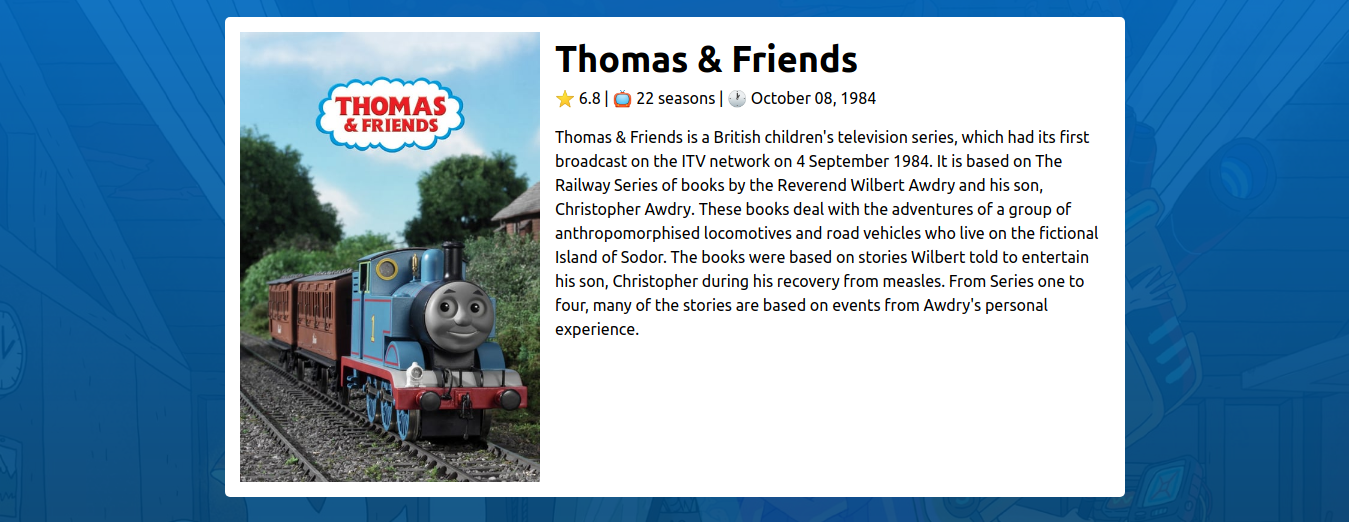 THOMAS
& FRIENDS
1
Thomas & Friends
⭐ 6.8 | 📺 22 seasons | 🕐 October 08, 1984
Thomas & Friends is a British children's television series, which had its first
broadcast on the ITV network on 4 September 1984. It is based on The
Railway Series of books by the Reverend Wilbert Awdry and his son,
Christopher Awdry. These books deal with the adventures of a group of
anthropomorphised locomotives and road vehicles who live on the fictional
Island of Sodor. The books were based on stories Wilbert told to entertain
his son, Christopher during his recovery from measles. From Series one to
four, many of the stories are based on events from Awdry's personal
experience.